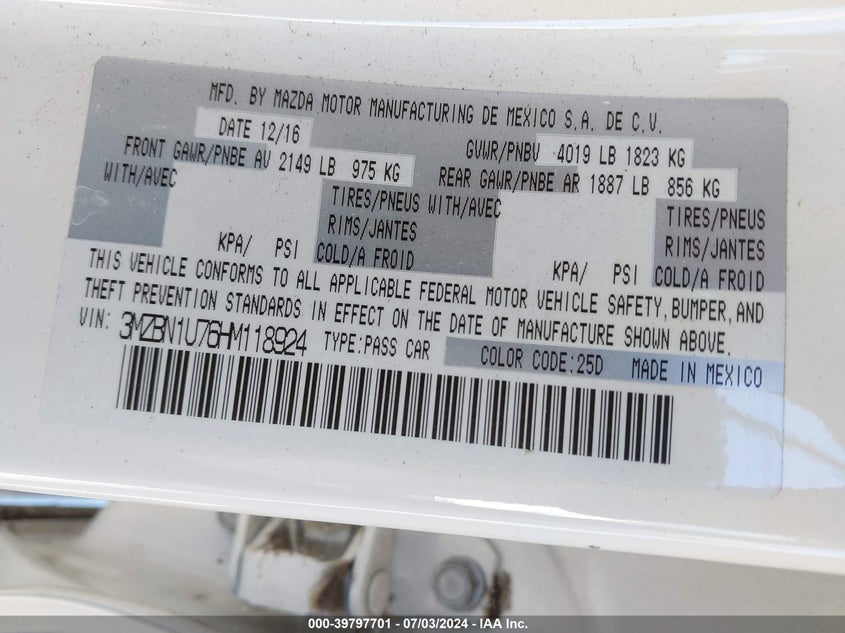 MFD. BY MAZDA MOTOR MANUFACTURING DE MEXICO S.A. DE C.V.
DATE 12/16 GVWR/PNBV 4019 LB 1823 KG
FRONT GAWR/PNBE AV 2149 LB 975 KG REAR GAWR/PNBE AR 1887 LB 856 KG
WITH/AVEC TIRES/PNEUS WITH/AVEC TIRES/PNEUS
RIMS/JANTES RIMS/JANTES
KPA/ PSI COLD/A FROID KPA/ PSI COLD/A FROID
THIS VEHICLE CONFORMS TO ALL APPLICABLE FEDERAL MOTOR VEHICLE SAFETY, BUMPER, AND
THEFT PREVENTION STANDARDS IN EFFECT ON THE DATE OF MANUFACTURE SHOWN ABOVE.
VIN: 3MZBN1U76HM118924 TYPE:PASS CAR COLOR CODE:25D MADE IN MEXICO
000-39797701 / 07/03/2024 - IAA Inc.